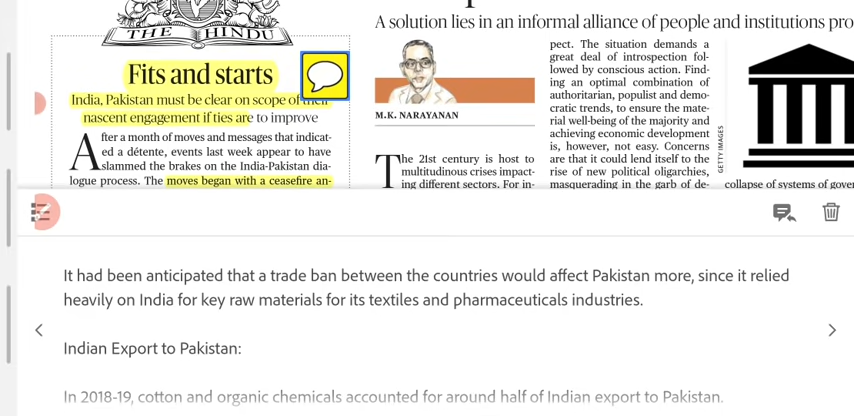 A solution lies in an informal alliance of people and institutions pro
THE HINDU
Fits and starts
India, Pakistan must be clear on scope of their
nascent engagement if ties are to improve
After a month of moves and messages that indicat-
ed a détente, events last week appear to have
slammed the brakes on the India-Pakistan dia-
logue process. The moves began with a ceasefire an-
M.K. NARAYANAN
The 21st century is host to
multitudinous crises impact-
ing different sectors. For in-
pect. The situation demands a
great deal of introspection fol-
lowed by conscious action. Find-
ing an optimal combination of
authoritarian, populist and demo-
cratic trends, to ensure the mate-
rial well-being of the majority and
achieving economic development
is, however, not easy. Concerns
are that it could lend itself to the
rise of new political oligarchies,
masquerading in the garb of de-
GETTY IMAGES
collapse of systems of gover
It had been anticipated that a trade ban between the countries would affect Pakistan more, since it relied
heavily on India for key raw materials for its textiles and pharmaceuticals industries.
Indian Export to Pakistan:
In 2018-19, cotton and organic chemicals accounted for around half of Indian export to Pakistan.